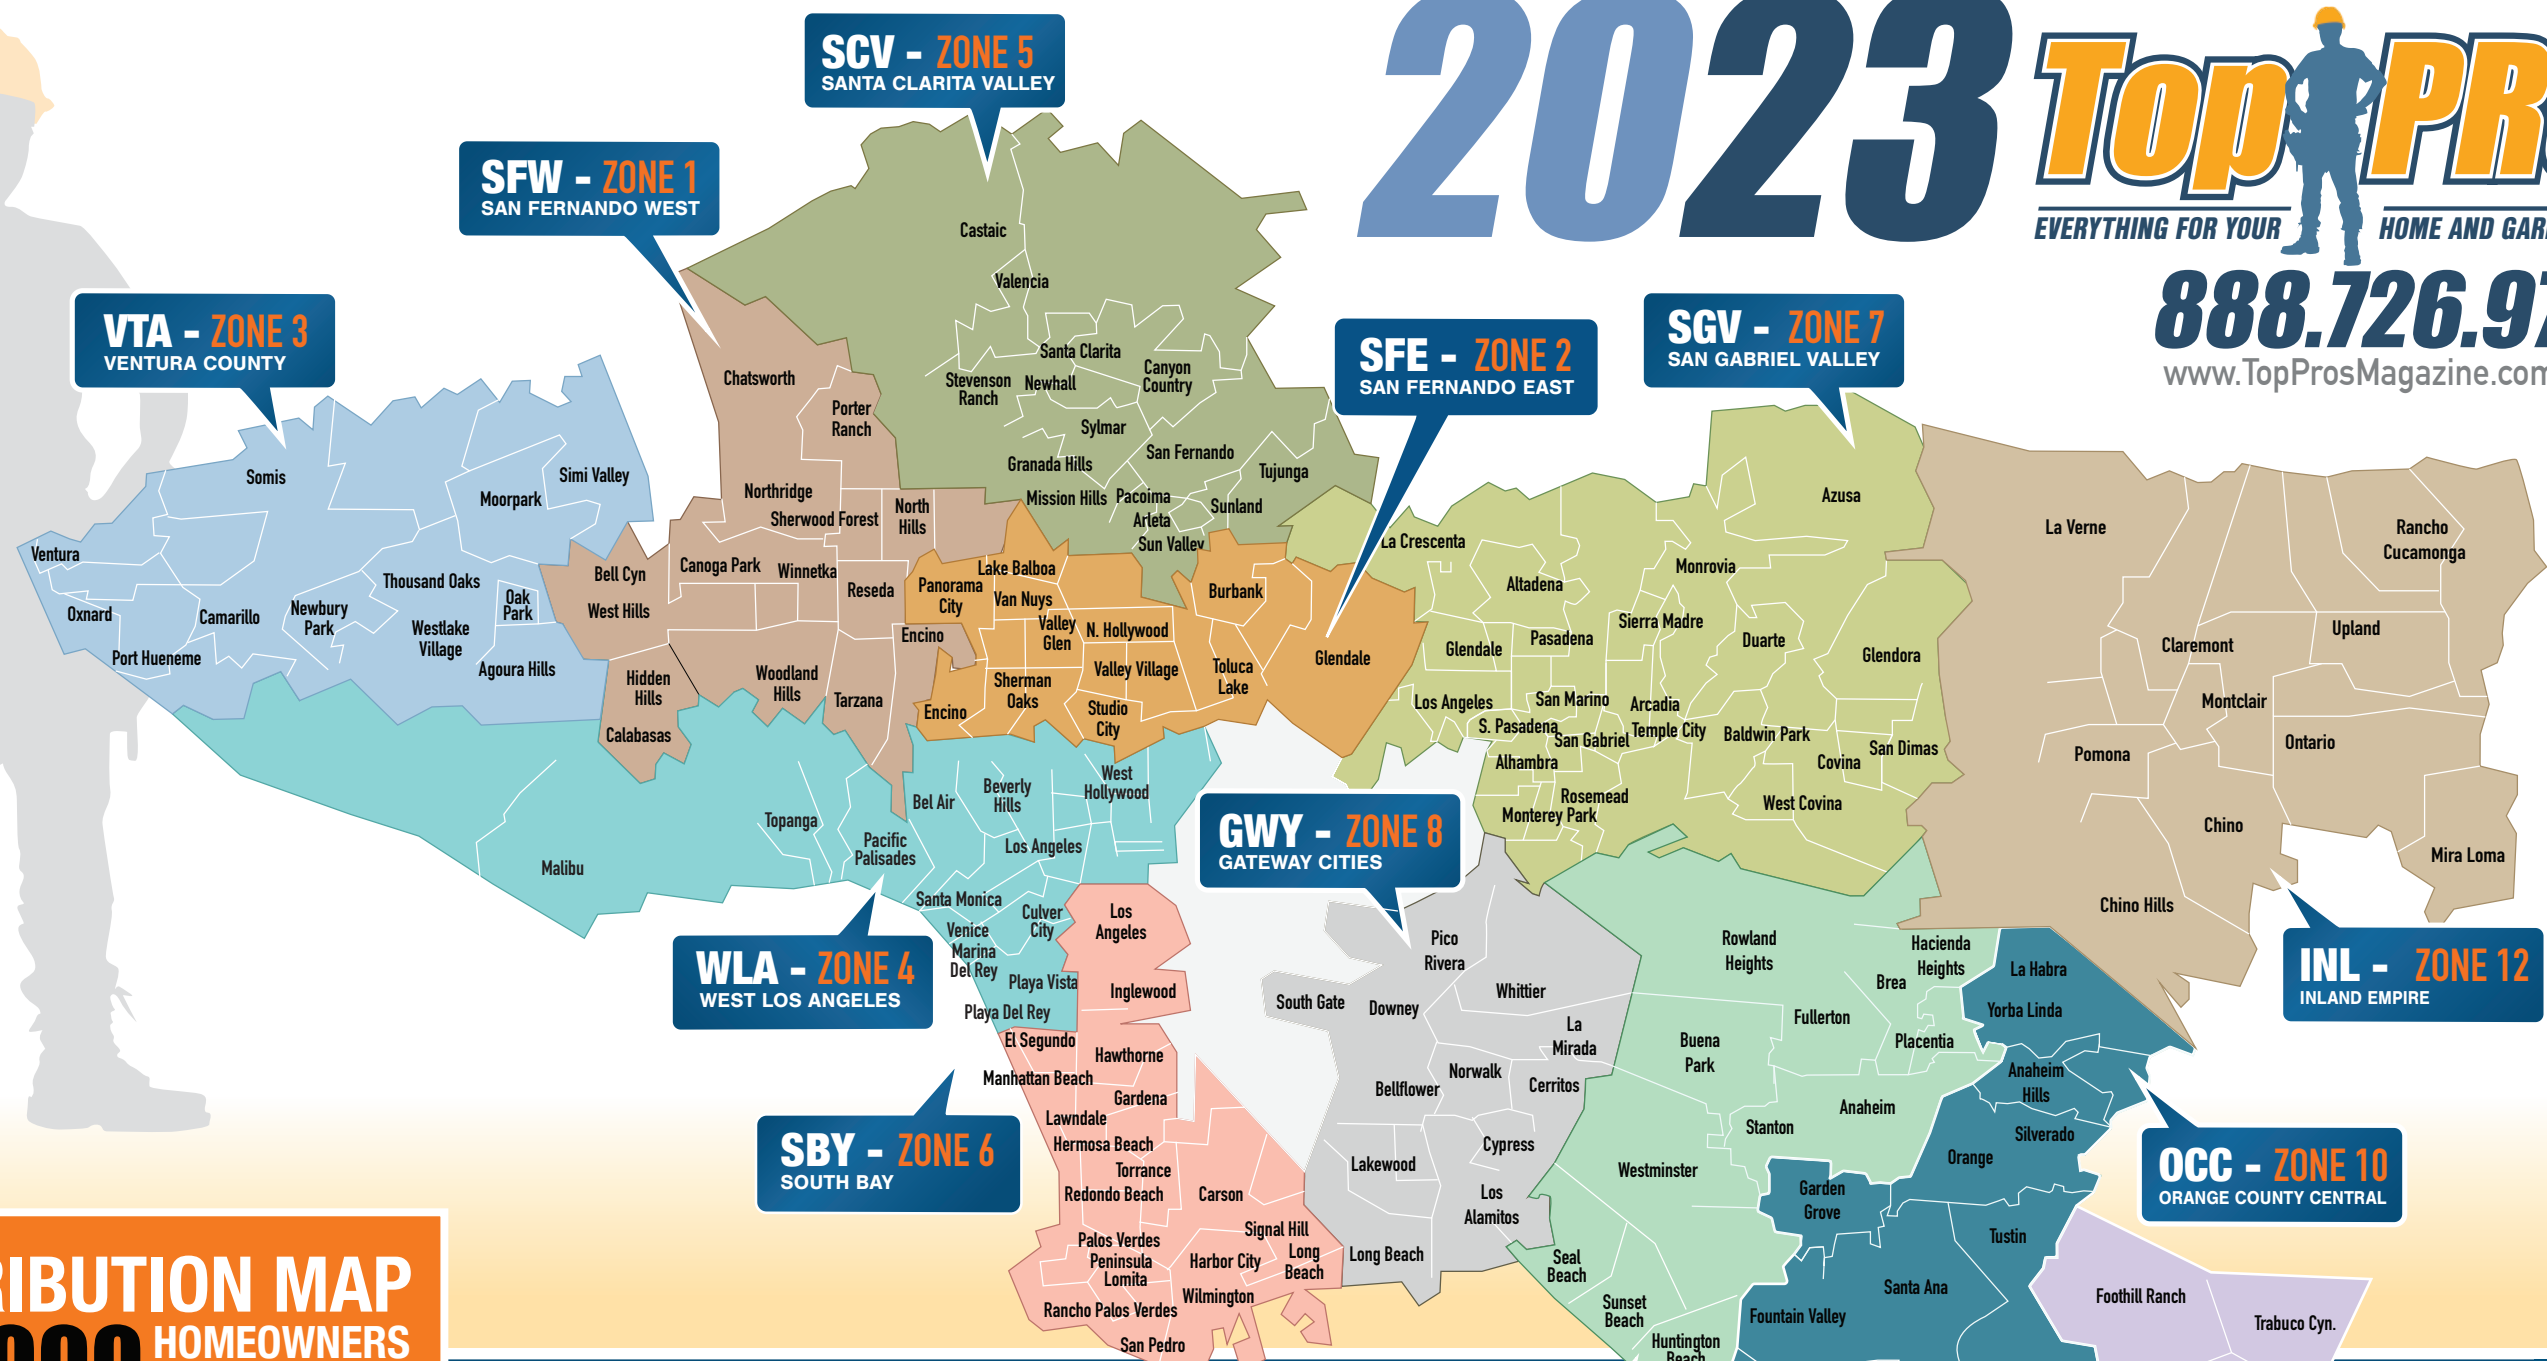 2023
Top PR
EVERYTHING FOR YOUR HOME AND GAR
888.726.97
www.TopProsMagazine.com
SCV - ZONE 5
SANTA CLARITA VALLEY
SFW - ZONE 1
SAN FERNANDO WEST
VTA - ZONE 3
VENTURA COUNTY
SFE - ZONE 2
SAN FERNANDO EAST
SGV - ZONE 7
SAN GABRIEL VALLEY
GWY - ZONE 8
GATEWAY CITIES
WLA - ZONE 4
WEST LOS ANGELES
SBY - ZONE 6
SOUTH BAY
INL - ZONE 12
INLAND EMPIRE
OCC - ZONE 10
ORANGE COUNTY CENTRAL
Castaic
Valencia
Santa Clarita
Canyon
Country
Stevenson
Ranch
Newhall
Sylmar
San Fernando
Granada Hills
Tujunga
Mission Hills
Pacoima
Sunland
Arleta
Sun Valley
Chatsworth
Porter
Ranch
Northridge
North
Hills
Sherwood Forest
Canoga Park
Winnetka
Reseda
Bell Cyn
West Hills
Encino
Woodland
Hills
Tarzana
Hidden
Hills
Calabasas
Somis
Simi Valley
Moorpark
Ventura
Thousand Oaks
Oak
Park
Oxnard
Camarillo
Newbury
Park
Westlake
Village
Port Hueneme
Agoura Hills
Lake Balboa
Panorama
City
Van Nuys
Burbank
Valley
Glen
N. Hollywood
Valley Village
Toluca
Lake
Glendale
Sherman
Oaks
Encino
Studio
City
La Crescenta
Azusa
Altadena
Monrovia
Sierra Madre
Glendale
Pasadena
Duarte
Glendora
Los Angeles
San Marino
Arcadia
S. Pasadena
San Gabriel
Temple City
Baldwin Park
San Dimas
Alhambra
Covina
Rosemead
West Covina
Monterey Park
La Verne
Rancho
Cucamonga
Upland
Claremont
Montclair
Ontario
Pomona
Chino
Mira Loma
Chino Hills
Malibu
Topanga
Pacific
Palisades
Bel Air
Beverly
Hills
West
Hollywood
Los Angeles
Santa Monica
Culver
City
Venice
Marina
Del Rey
Playa Vista
Playa Del Rey
Los
Angeles
Inglewood
El Segundo
Hawthorne
Manhattan Beach
Gardena
Lawndale
Hermosa Beach
Torrance
Redondo Beach
Carson
Signal Hill
Palos Verdes
Peninsula
Lomita
Harbor City
Long
Beach
Wilmington
Rancho Palos Verdes
San Pedro
Pico
Rivera
Whittier
South Gate
Downey
La
Mirada
Norwalk
Bellflower
Cerritos
Cypress
Lakewood
Los
Alamitos
Long Beach
Rowland
Heights
Hacienda
Heights
Brea
Fullerton
Placentia
Buena
Park
Anaheim
Stanton
Westminster
Seal
Beach
Sunset
Beach
Huntington
Beach
La Habra
Yorba Linda
Anaheim
Hills
Silverado
Orange
Garden
Grove
Tustin
Santa Ana
Fountain Valley
Foothill Ranch
Trabuco Cyn.
RIBUTION MAP
000 HOMEOWNERS